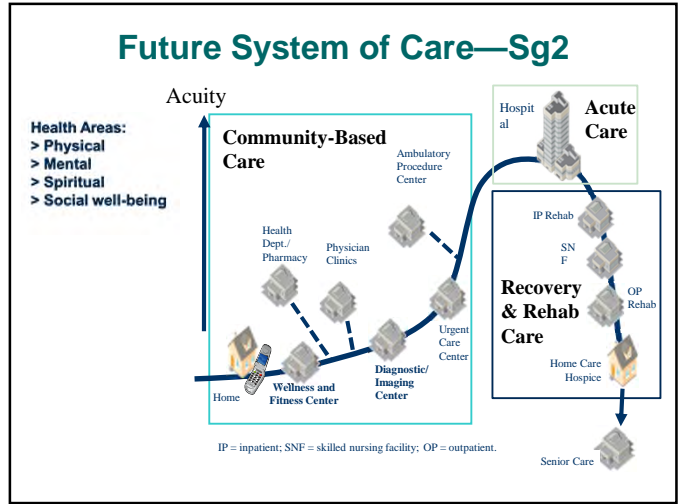 Future System of Care—Sg2
Acuity
Health Areas:
> Physical
> Mental
> Spiritual
> Social well-being
Community-Based
Care
Ambulatory
Procedure
Center
Health
Dept./
Pharmacy
Physician
Clinics
Urgent
Care
Center
Diagnostic/
Imaging
Center
Home
Wellness and
Fitness Center
Hospit
al
Acute
Care
IP Rehab
SN
F
OP
Rehab
Recovery
& Rehab
Care
Home Care
Hospice
Senior Care
IP = inpatient; SNF = skilled nursing facility; OP = outpatient.